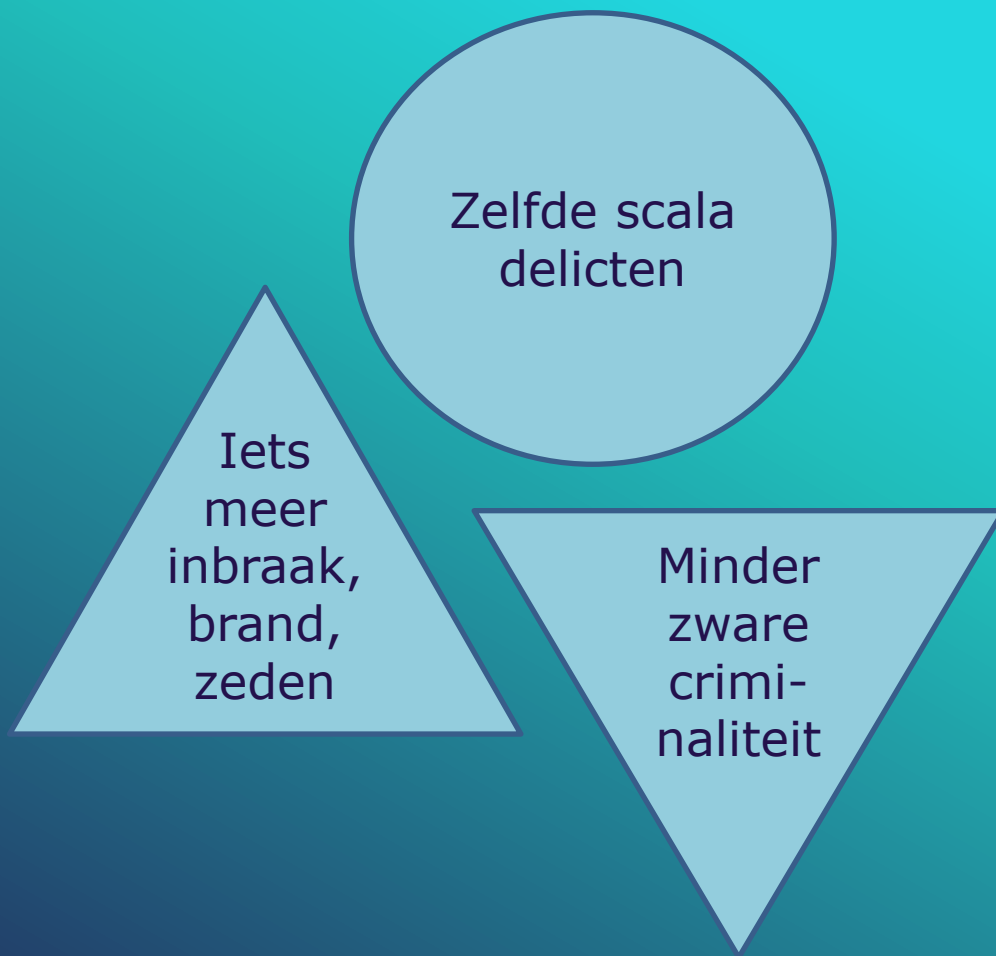 Zelfde scala
delicten
Iets
meer
inbraak,
brand,
zeden
Minder
zware
crimi-
naliteit